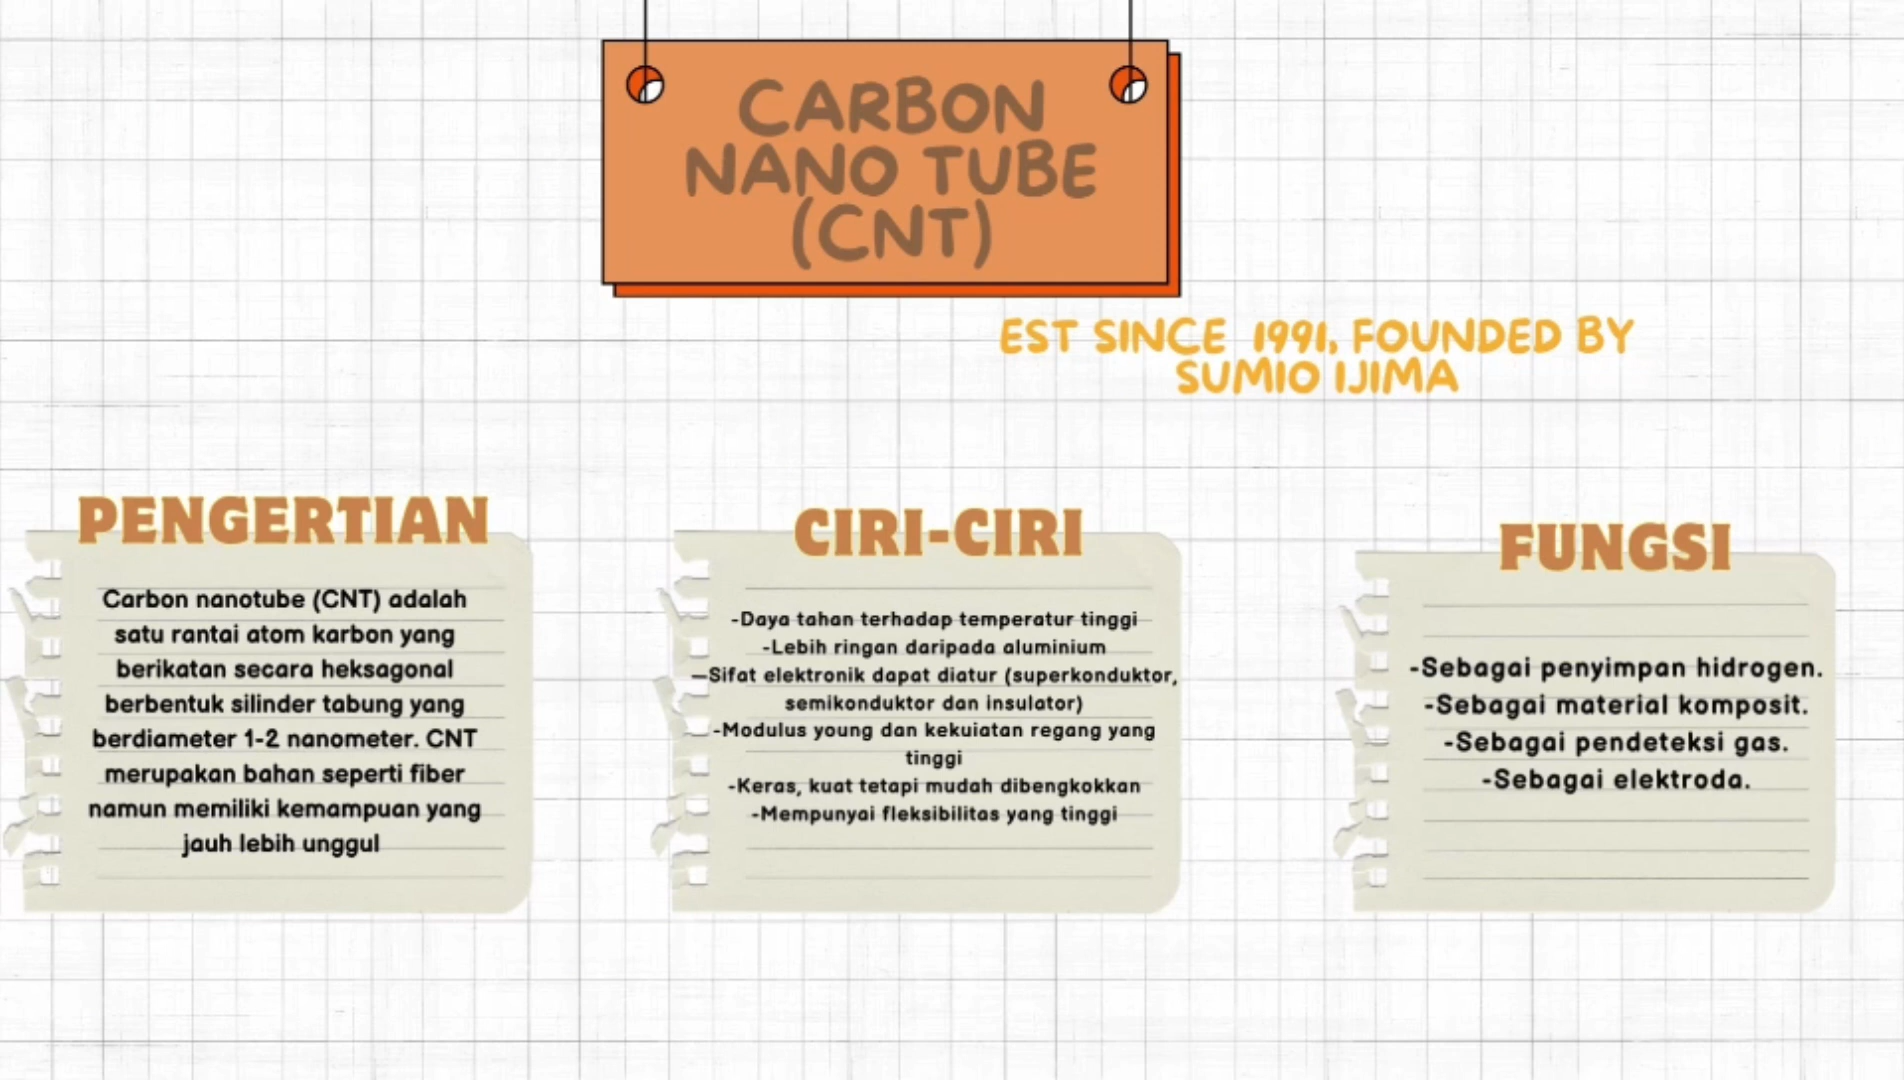 CARBON
NANO TUBE
(CNT)
EST SINCE 1991, FOUNDED BY
SUMIO IJIMA
PENGERTIAN
Carbon nanotube (CNT) adalah
satu rantai atom karbon yang
berikatan secara heksagonal
berbentuk silinder tabung yang
berdiameter 1-2 nanometer. CNT
merupakan bahan seperti fiber
namun memiliki kemampuan yang
jauh lebih unggul
CIRI-CIRI
-Daya tahan terhadap temperatur tinggi
-Lebih ringan daripada aluminium
-Sifat elektronik dapat diatur (superkonduktor,
semikonduktor dan insulator)
-Modulus young dan kekuiatan regang yang
tinggi
-Keras, kuat tetapi mudah dibengkokkan
-Mempunyai fleksibilitas yang tinggi
FUNGSI
-Sebagai penyimpan hidrogen.
-Sebagai material komposit.
-Sebagai pendeteksi gas.
-Sebagai elektroda.